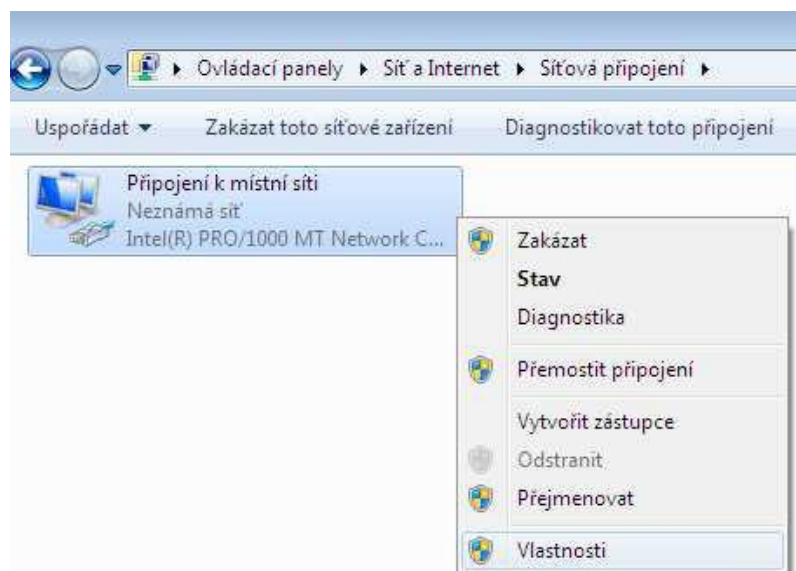 Ovládací panely ▸ Síť a Internet ▸ Síťová připojení ▸
Uspořádat ▾ Zakázat toto síťové zařízení Diagnostikovat toto připojení
Připojení k místní síti
Neznámá síť
Intel(R) PRO/1000 MT Network C...
Zakázat
Stav
Diagnostika
Přemostit připojení
Vytvořit zástupce
Odstranit
Přejmenovat
Vlastnosti